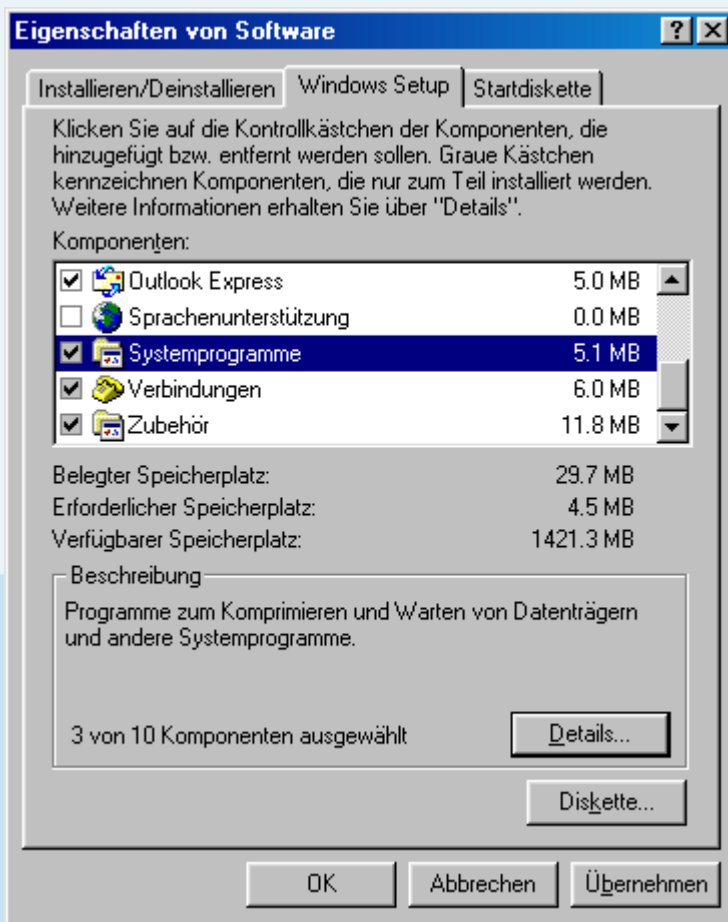 Eigenschaften von Software
Installieren/Deinstallieren Windows Setup Startdiskette
Klicken Sie auf die Kontrollkästchen der Komponenten, die
hinzugefügt bzw. entfernt werden sollen. Graue Kästchen
kennzeichnen Komponenten, die nur zum Teil installiert werden.
Weitere Informationen erhalten Sie über "Details".
Komponenten:
Outlook Express 5.0 MB
Sprachenunterstützung 0.0 MB
Systemprogramme 5.1 MB
Verbindungen 6.0 MB
Zubehör 11.8 MB
Belegter Speicherplatz: 29.7 MB
Erforderlicher Speicherplatz: 4.5 MB
Verfügbarer Speicherplatz: 1421.3 MB
Beschreibung
Programme zum Komprimieren und Warten von Datenträgern
und andere Systemprogramme.
3 von 10 Komponenten ausgewählt Details...
Diskette...
OK Abbrechen Übernehmen